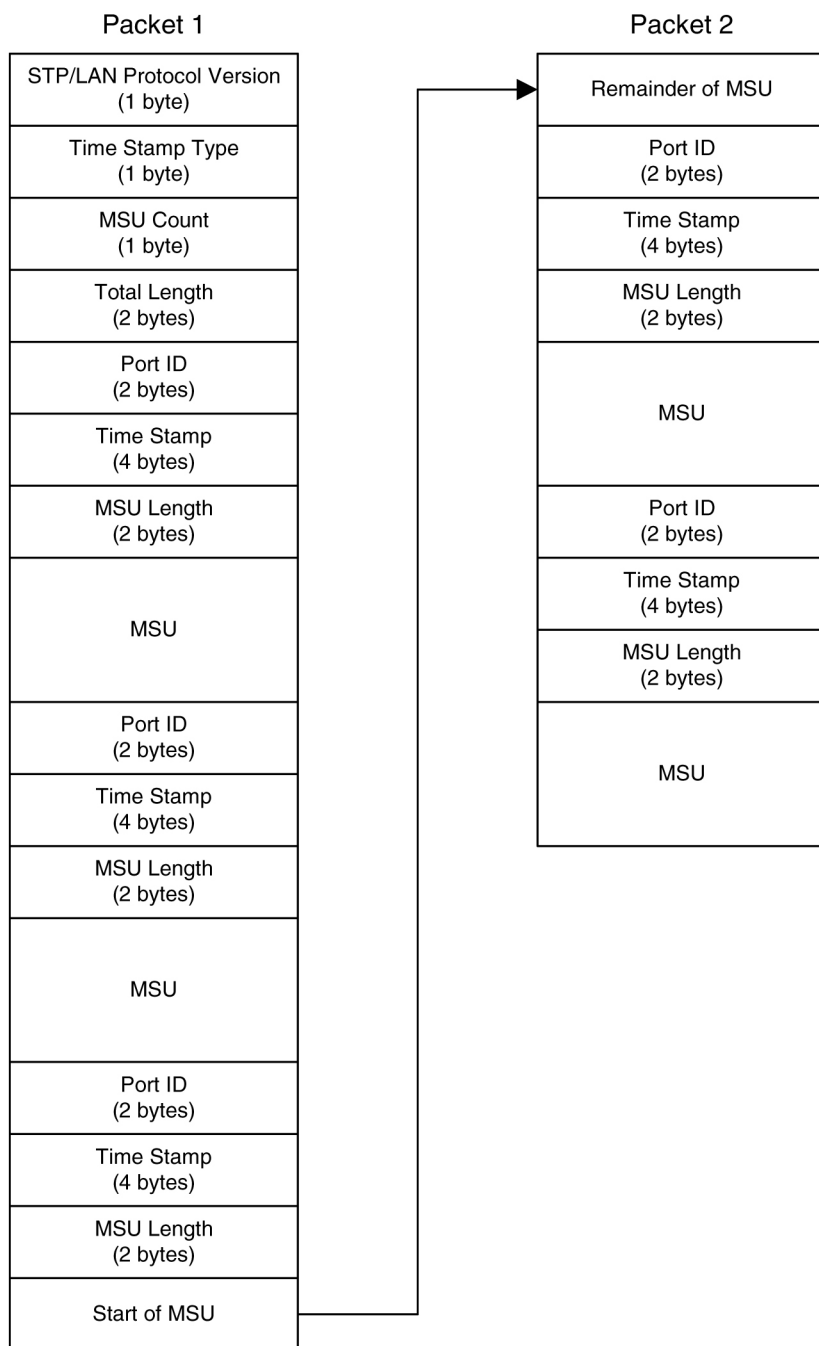 Packet 1
STP/LAN Protocol Version
(1 byte)
Time Stamp Type
(1 byte)
MSU Count
(1 byte)
Total Length
(2 bytes)
Port ID
(2 bytes)
Time Stamp
(4 bytes)
MSU Length
(2 bytes)
MSU
Port ID
(2 bytes)
Time Stamp
(4 bytes)
MSU Length
(2 bytes)
MSU
Port ID
(2 bytes)
Time Stamp
(4 bytes)
MSU Length
(2 bytes)
Start of MSU
Packet 2
Remainder of MSU
Port ID
(2 bytes)
Time Stamp
(4 bytes)
MSU Length
(2 bytes)
MSU
Port ID
(2 bytes)
Time Stamp
(4 bytes)
MSU Length
(2 bytes)
MSU